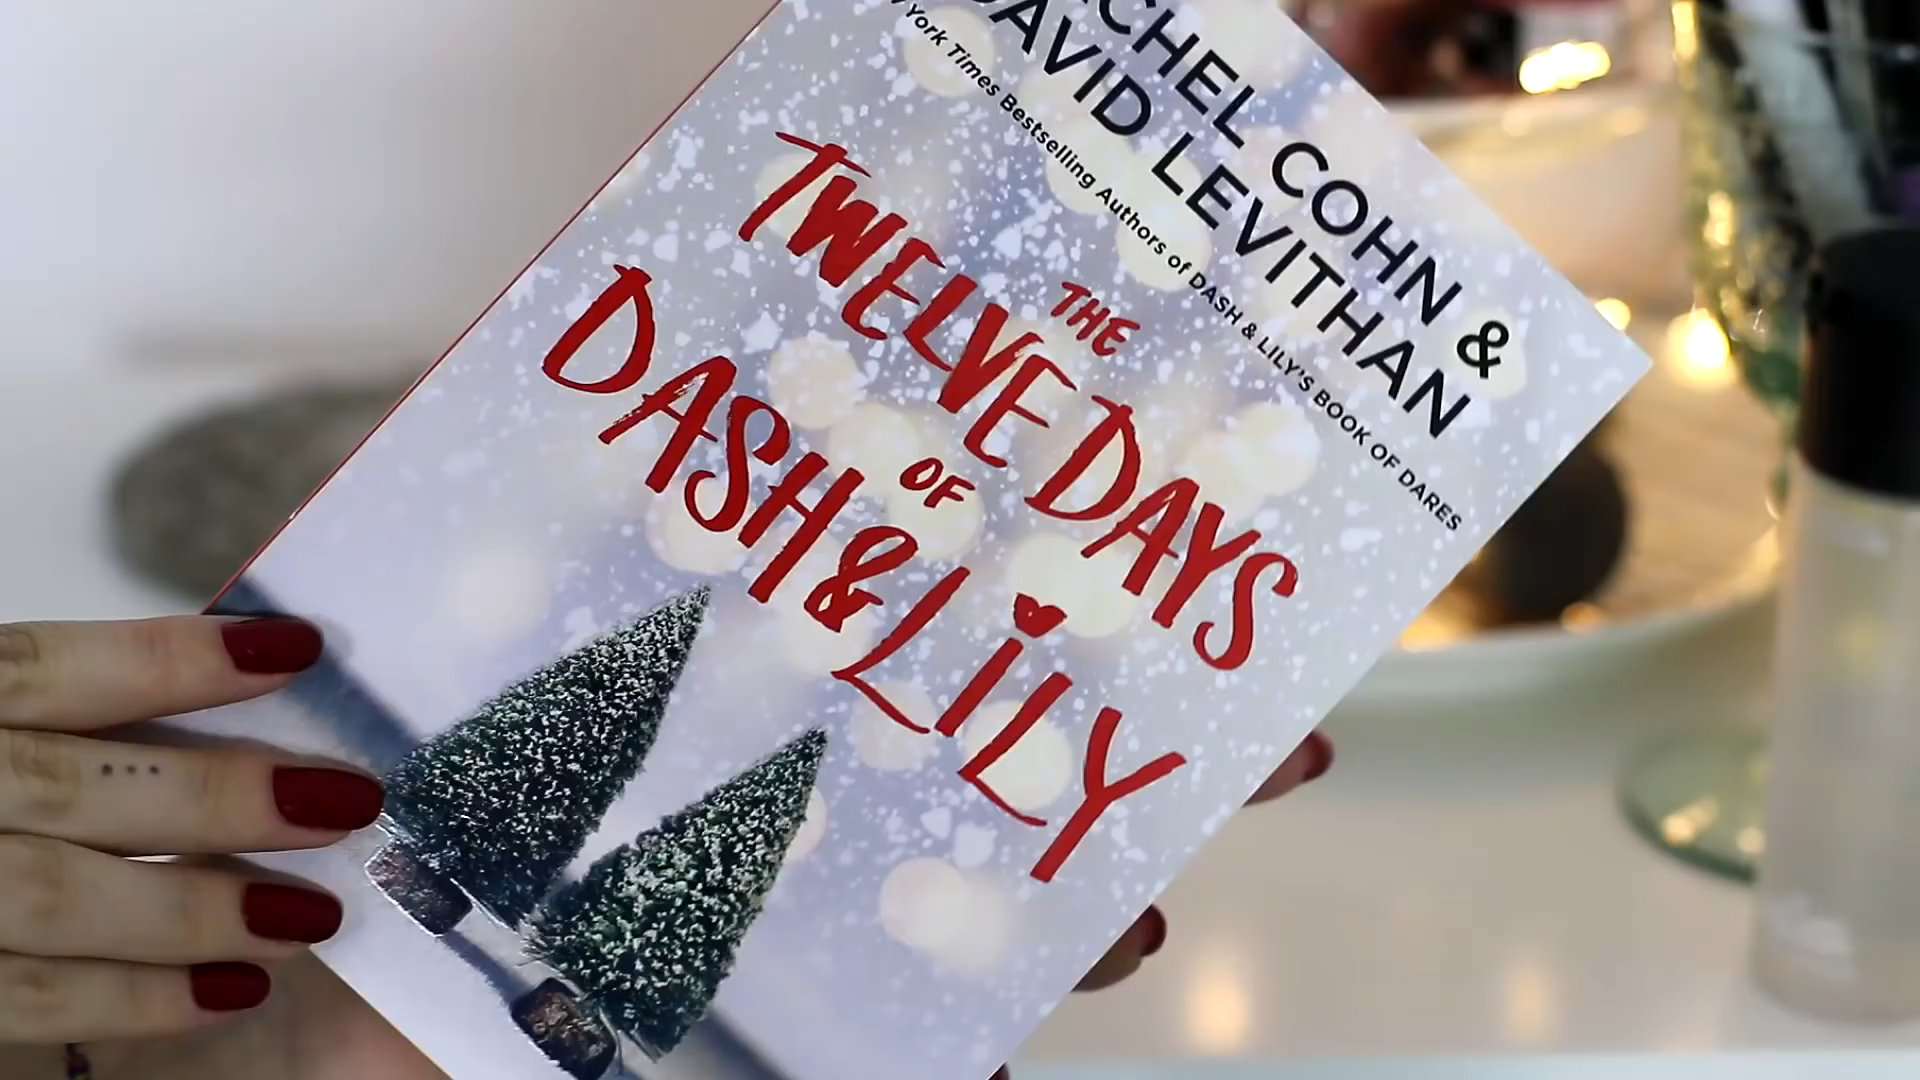 COHN &
DAVID LEVITHAN
York Times Bestselling Authors of DASH & LILY'S BOOK OF DARES
THE
TWELVE DAYS
OF
DASH & LILY